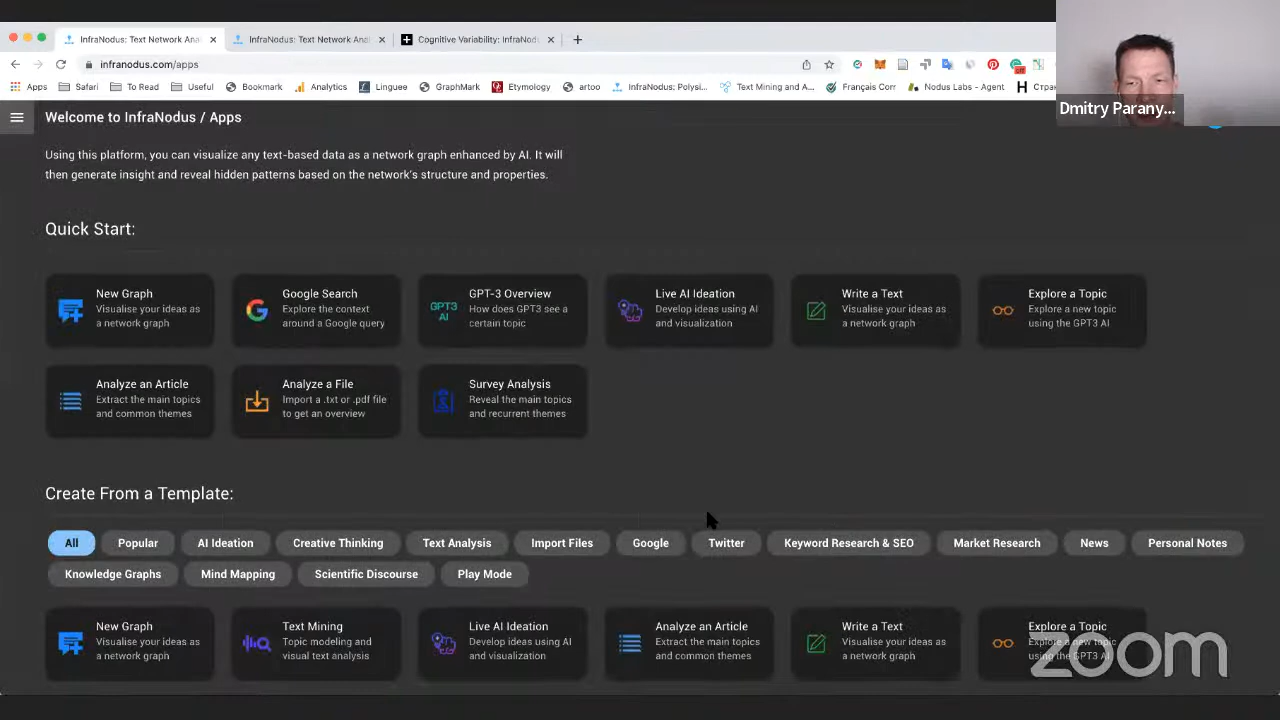 InfraNodus: Text Network Ana
InfraNodus: Text Network Anal
Cognitive Variability: InfraNod
infranodus.com/apps
Apps
Safari
To Read
Useful
Bookmark
Analytics
Linguee
GraphMark
Etymology
artoo
InfraNodus: Polysi...
Text Mining and A...
Français Corr
Nodus Labs - Agent
Стра
Dmitry Parany...
Welcome to InfraNodus / Apps
Using this platform, you can visualize any text-based data as a network graph enhanced by AI. It will
then generate insight and reveal hidden patterns based on the network's structure and properties.
Quick Start:
New Graph
Visualise your ideas as
a network graph
Google Search
Explore the context
around a Google query
GPT3
AI
GPT-3 Overview
How does GPT3 see a
certain topic
Live AI Ideation
Develop ideas using AI
and visualization
Write a Text
Visualise your ideas as
a network graph
Explore a Topic
Explore a new topic
using the GPT3 AI
Analyze an Article
Extract the main topics
and common themes
Analyze a File
Import a .txt or .pdf file
to get an overview
Survey Analysis
Reveal the main topics
and recurrent themes
Create From a Template:
All
Popular
AI Ideation
Creative Thinking
Text Analysis
Import Files
Google
Twitter
Keyword Research & SEO
Market Research
News
Personal Notes
Knowledge Graphs
Mind Mapping
Scientific Discourse
Play Mode
New Graph
Visualise your ideas as
a network graph
Text Mining
Topic modeling and
visual text analysis
Live AI Ideation
Develop ideas using AI
and visualization
Analyze an Article
Extract the main topics
and common themes
Write a Text
Visualise your ideas as
a network graph
Explore a Topic
Explore a new topic
using the GPT3 AI
zoom